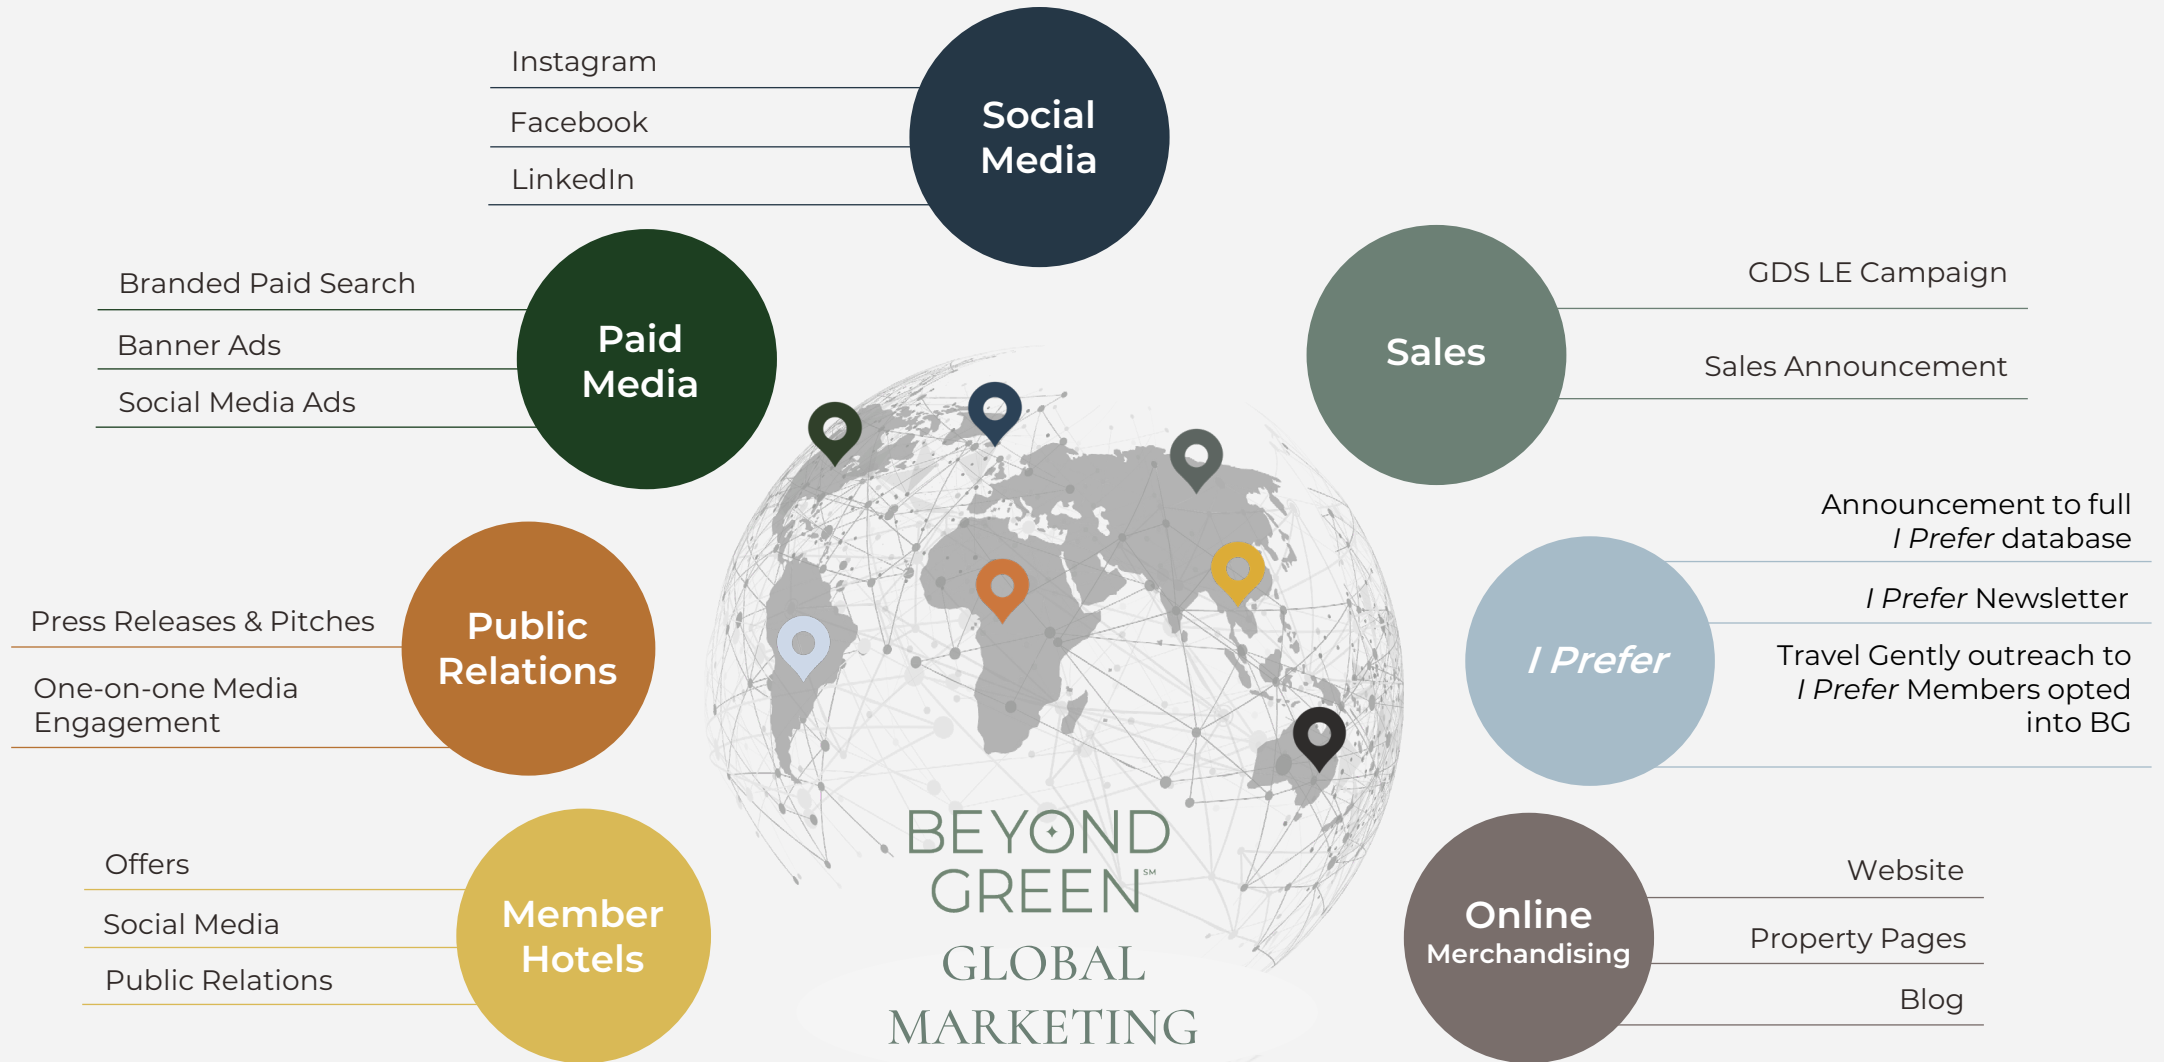 Instagram
Facebook
LinkedIn
Social
Media
Branded Paid Search
Banner Ads
Social Media Ads
Paid
Media
Sales
GDS LE Campaign
Sales Announcement
Press Releases & Pitches
One-on-one Media
Engagement
Public
Relations
I Prefer
Announcement to full
I Prefer database
I Prefer Newsletter
Travel Gently outreach to
I Prefer Members opted
into BG
Offers
Social Media
Public Relations
Member
Hotels
BEYOND
GREEN℠
GLOBAL
MARKETING
Online
Merchandising
Website
Property Pages
Blog